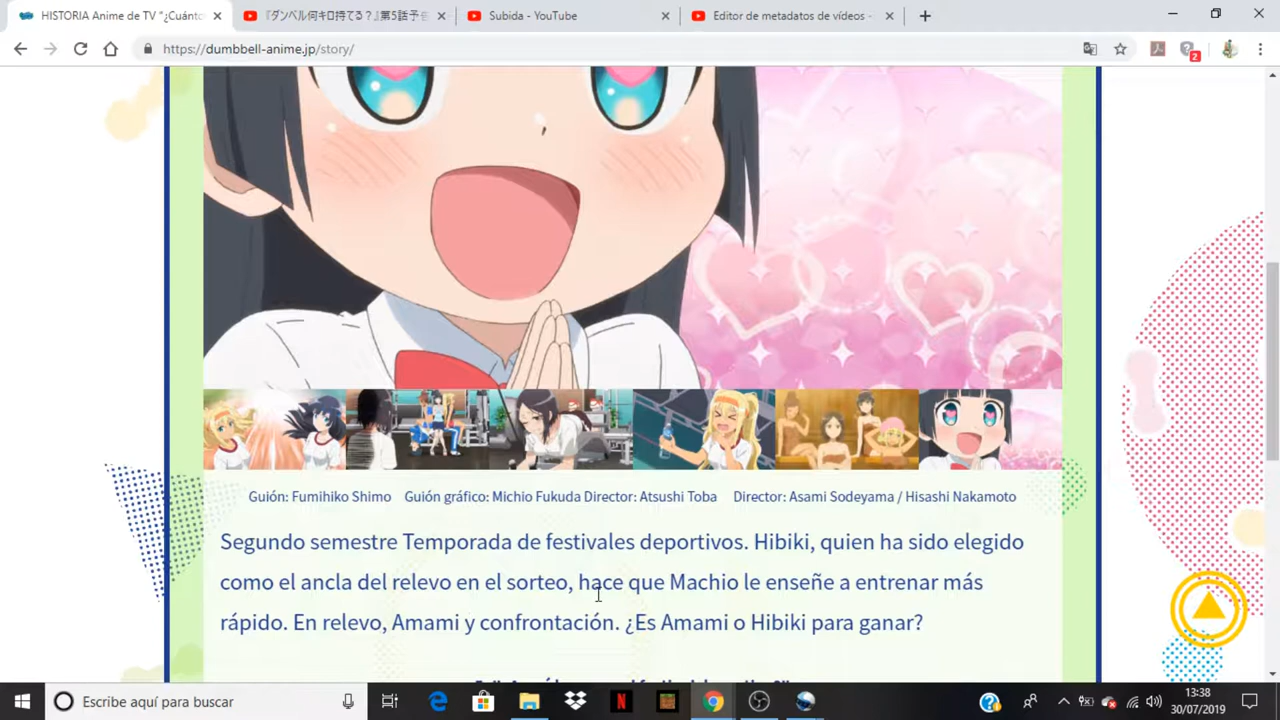 HISTORIA Anime de TV "¿Cuánto
『ダンベル何キロ持てる？』第5話予告
Subida - YouTube
Editor de metadatos de vídeos -
https://dumbbell-anime.jp/story/
2
Guión: Fumihiko Shimo Guión gráfico: Michio Fukuda Director: Atsushi Toba Director: Asami Sodeyama / Hisashi Nakamoto
Segundo semestre Temporada de festivales deportivos. Hibiki, quien ha sido elegido
como el ancla del relevo en el sorteo, hace que Machio le enseñe a entrenar más
rápido. En relevo, Amami y confrontación. ¿Es Amami o Hibiki para ganar?
Escribe aquí para buscar
13:38
30/07/2019